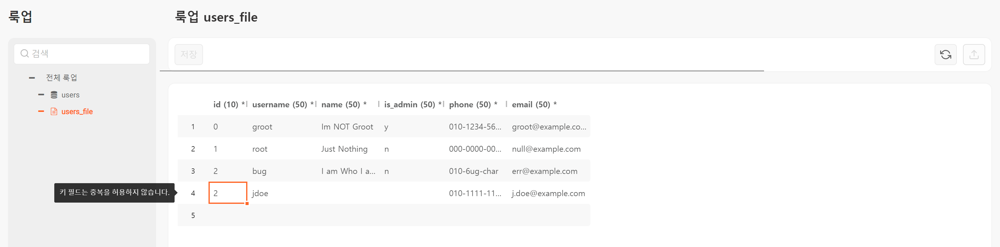 룩업
룩업 users_file
검색
저장
전체 룩업
users
users_file
id (10) * username (50) * name (50) * is_admin (50) * phone (50) * email (50) *
1 0 groot Im NOT Groot y 010-1234-56... groot@example.co...
2 1 root Just Nothing n 000-0000-00... null@example.com
3 2 bug I am Who I a... n 010-6ug-char err@example.com
키 필드는 중복을 허용하지 않습니다.
4 2 jdoe 010-1111-11... j.doe@example.com
5